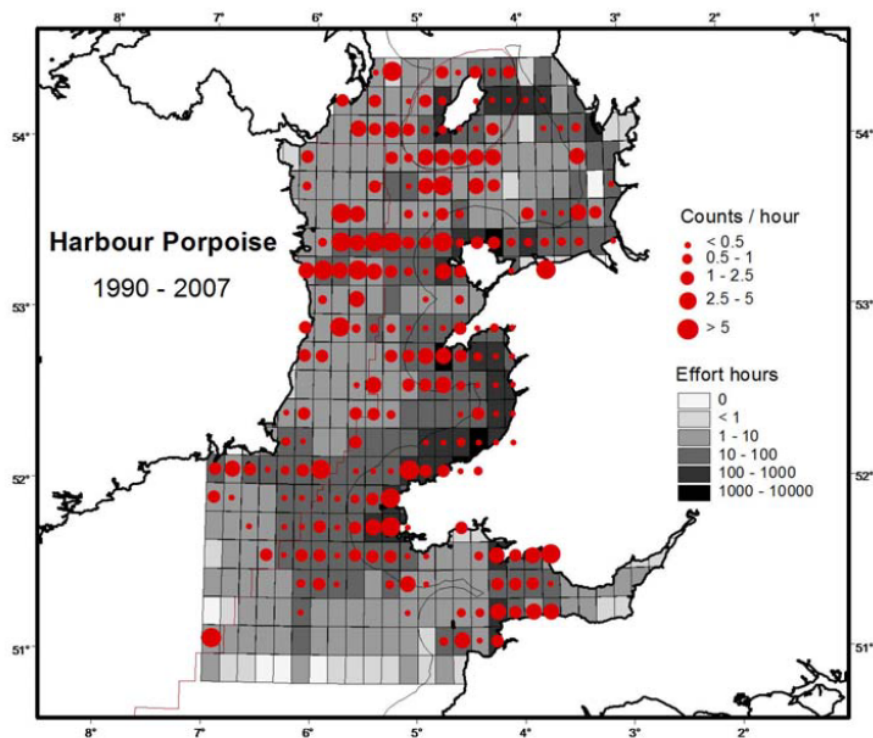 8° 7° 6° 5° 4° 3° 2° 1°
54° 54°
Harbour Porpoise
1990 - 2007
Counts / hour
< 0.5
0.5 - 1
1 - 2.5
2.5 - 5
> 5
53° 53°
Effort hours
0
< 1
1 - 10
10 - 100
100 - 1000
1000 - 10000
52° 52°
51° 51°
8° 7° 6° 5° 4° 3° 2°